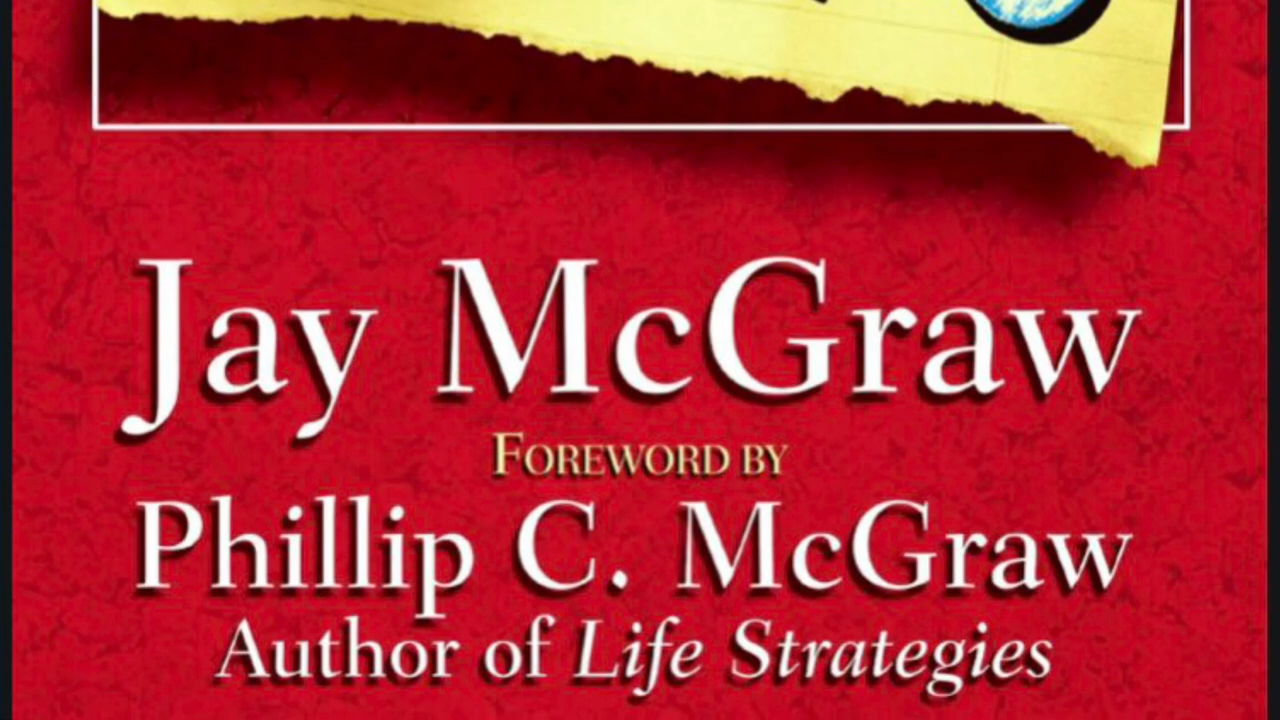 Jay McGraw
FOREWORD BY
Phillip C. McGraw
Author of Life Strategies